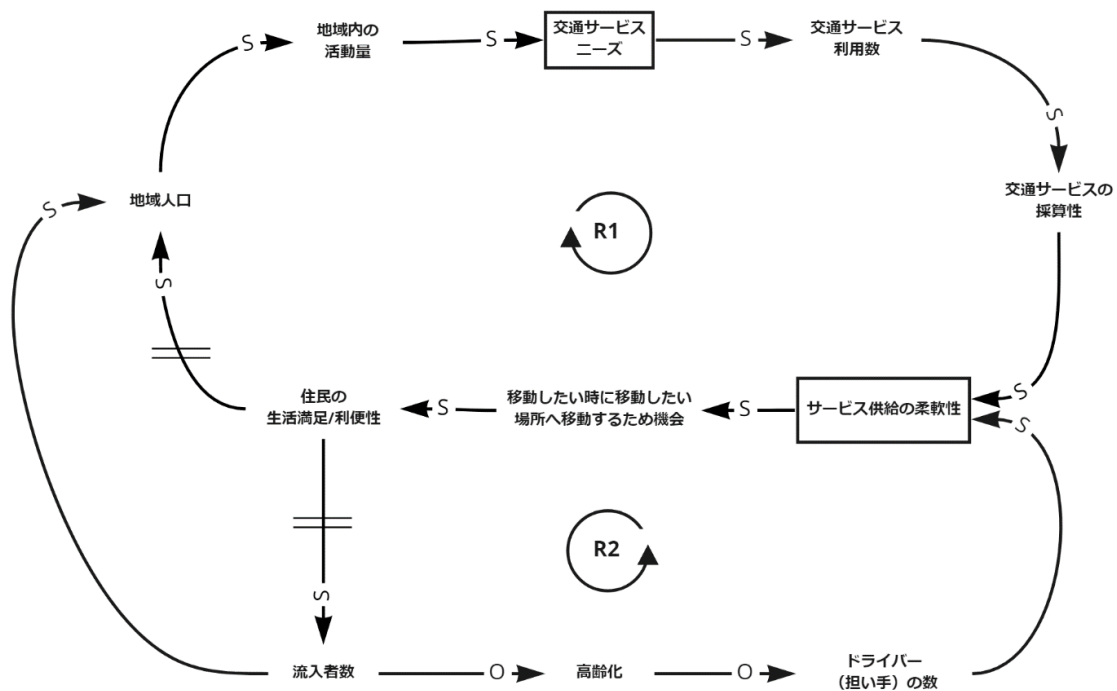 地域内の
活動量
S
S
交通サービス
ニーズ
S
交通サービス
利用数
S
交通サービスの
採算性
地域人口
S
R1
S
S
サービス供給の柔軟性
S
S
移動したい時に移動したい
場所へ移動するため機会
S
住民の
生活満足/利便性
R2
S
流入者数
O
高齢化
O
ドライバー
（担い手）の数